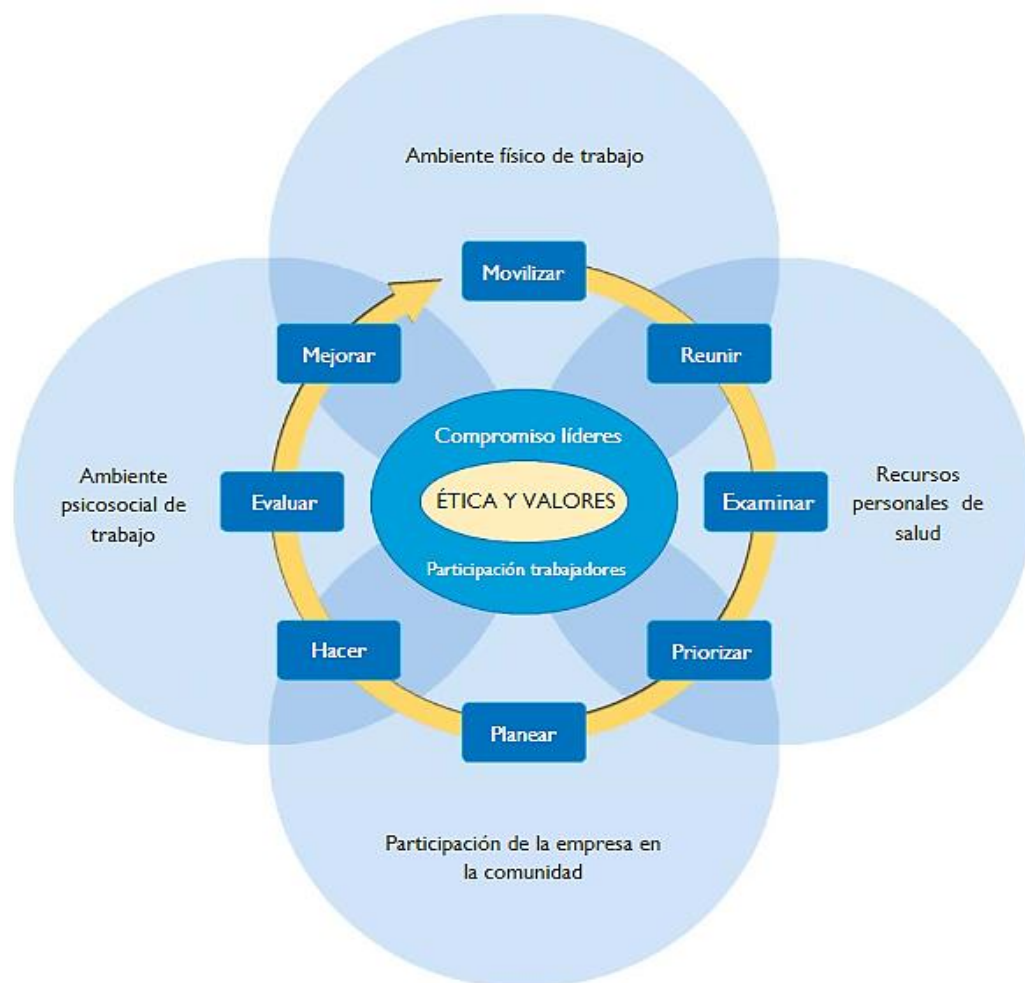 Ambiente físico de trabajo
Movilizar
Mejorar
Reunir
Compromiso líderes
Ambiente
psicosocial de
trabajo
Evaluar
ÉTICA Y VALORES
Examinar
Recursos
personales de
salud
Participación trabajadores
Hacer
Priorizar
Planear
Participación de la empresa en
la comunidad